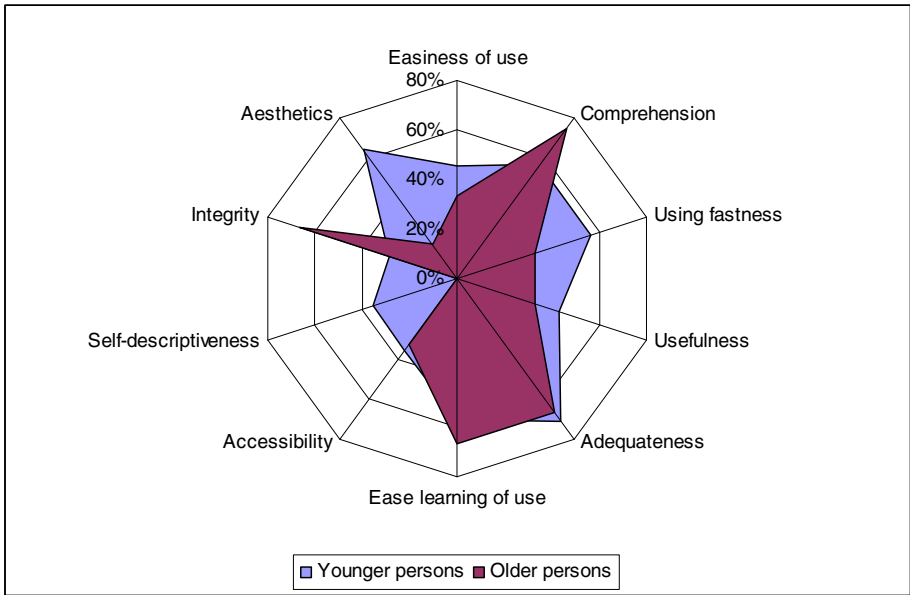 Easiness of use
80%
Aesthetics
Comprehension
60%
40%
Integrity
Using fastness
20%
0%
Self-descriptiveness
Usefulness
Accessibility
Adequateness
Ease learning of use
Younger persons Older persons